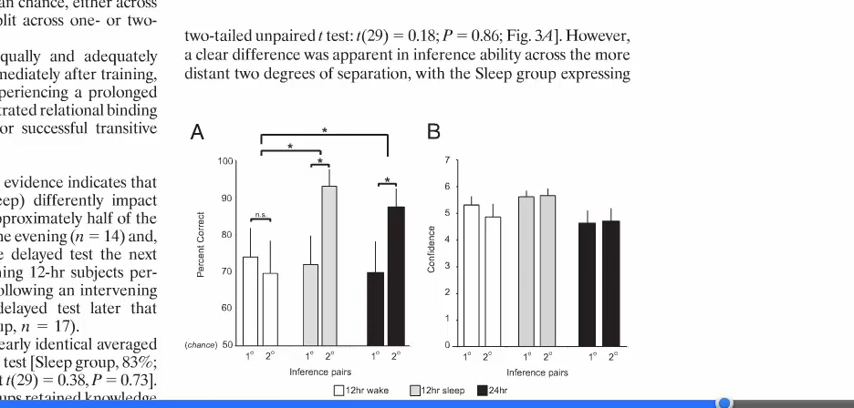 an chance, either across
plit across one- or two-
qually and adequately
mediately after training,
periencing a prolonged
trated relational binding
or successful transitive
evidence indicates that
eep) differently impact
pproximately half of the
he evening (n = 14) and,
e delayed test the next
ning 12-hr subjects per-
ollowing an intervening
delayed test later that
up, n = 17).
early identical averaged
test [Sleep group, 83%;
t t(29) = 0.38, P = 0.73].
ups retained knowledge
two-tailed unpaired t test: t(29) = 0.18; P = 0.86; Fig. 3A]. However,
a clear difference was apparent in inference ability across the more
distant two degrees of separation, with the Sleep group expressing
A
*
*
*
*
n.s.
100
90
80
70
60
(chance) 50
Percent Correct
1° 2° 1° 2° 1° 2°
Inference pairs
B
7
6
5
4
3
2
1
0
Confidence
1° 2° 1° 2° 1° 2°
Inference pairs
12hr wake 12hr sleep 24hr